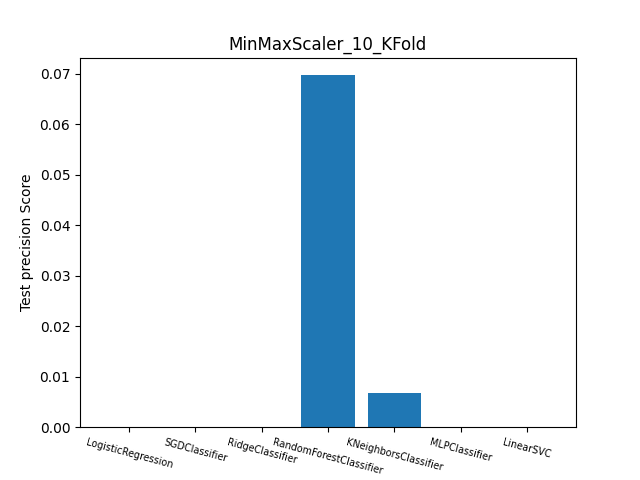 MinMaxScaler_10_KFold
Test precision Score
0.07
0.06
0.05
0.04
0.03
0.02
0.01
0.00
LogisticRegression
SGDClassifier
RidgeClassifier
RandomForestClassifier
KNeighborsClassifier
MLPClassifier
LinearSVC